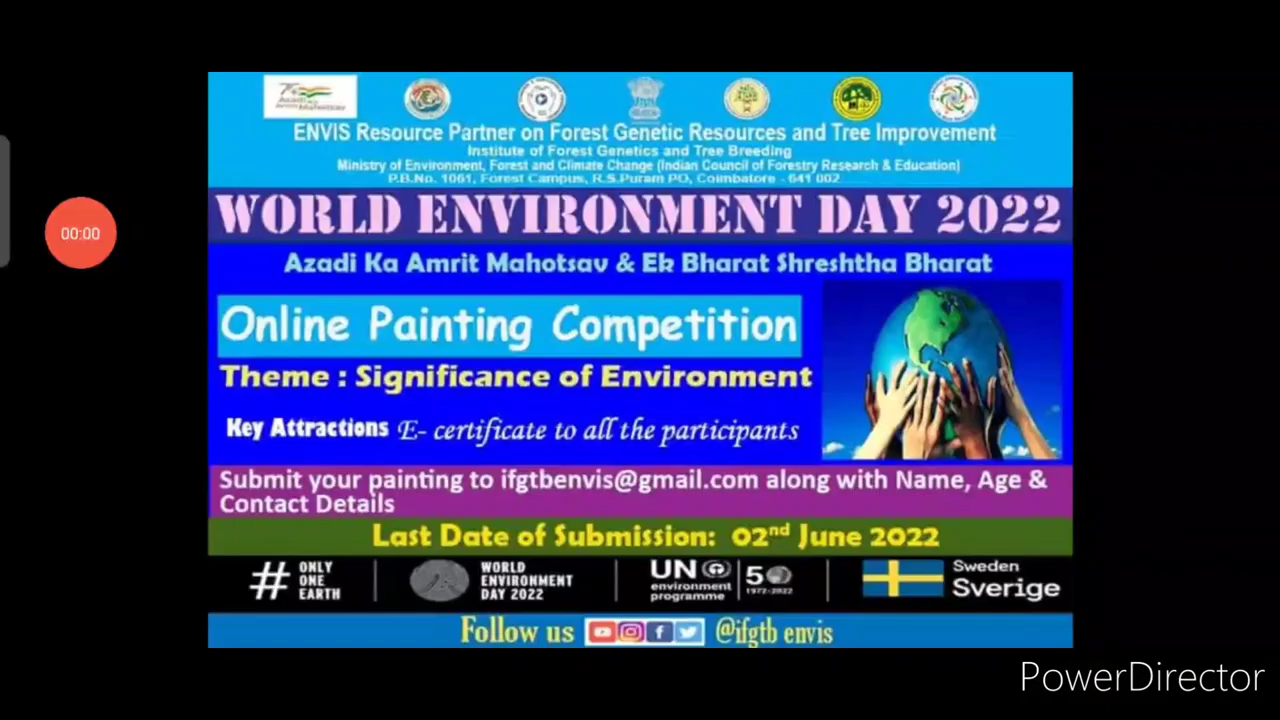 Azadi Ka
Amrit Mahotsav
ENVIS Resource Partner on Forest Genetic Resources and Tree Improvement
Institute of Forest Genetics and Tree Breeding
Ministry of Environment, Forest and Climate Change (Indian Council of Forestry Research & Education)
P.B.No. 1061, Forest Campus, R.S.Puram PO, Coimbatore - 641 002
WORLD ENVIRONMENT DAY 2022
Azadi Ka Amrit Mahotsav & Ek Bharat Shreshtha Bharat
00:00
Online Painting Competition
Theme : Significance of Environment
Key Attractions E- certificate to all the participants
Submit your painting to ifgtbenvis@gmail.com along with Name, Age &
Contact Details
Last Date of Submission: 02nd June 2022
# ONLY
ONE
EARTH
WORLD
ENVIRONMENT
DAY 2022
UN
environment
programme
50
1972-2022
Sweden
Sverige
Follow us @ifgtb envis
PowerDirector